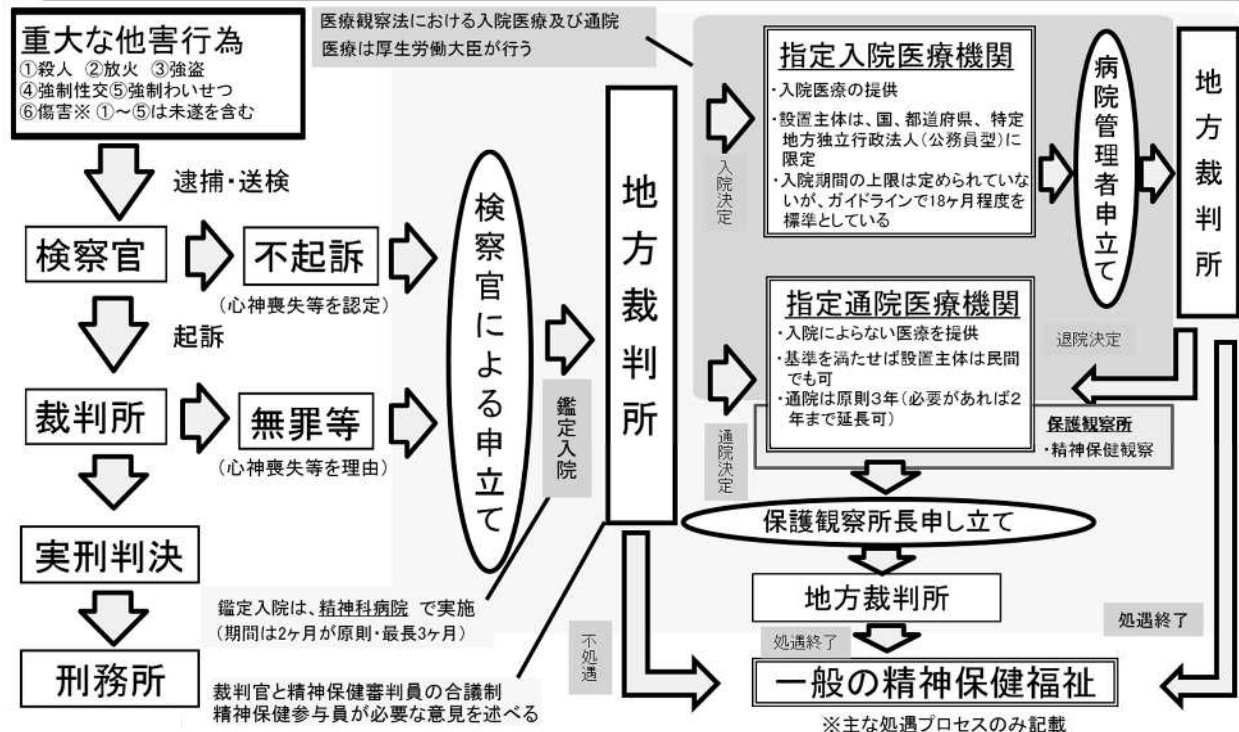 重大な他害行為
①殺人 ②放火 ③強盗
④強制性交⑤強制わいせつ
⑥傷害※ ①～⑤は未遂を含む
逮捕・送検
検察官
不起訴
(心神喪失等を認定)
起訴
裁判所
無罪等
(心神喪失等を理由)
実刑判決
刑務所
検察官による申立て
鑑定入院
鑑定入院は、精神科病院 で実施
(期間は2ヶ月が原則・最長3ヶ月)
裁判官と精神保健審判員の合議制
精神保健参与員が必要な意見を述べる
地方裁判所
医療観察法における入院医療及び通院
医療は厚生労働大臣が行う
入院決定
指定入院医療機関
・入院医療の提供
・設置主体は、国、都道府県、特定
地方独立行政法人(公務員型)に
限定
・入院期間の上限は定められていな
いが、ガイドラインで18ヶ月程度を
標準としている
病院管理者申立て
地方裁判所
退院決定
通院決定
指定通院医療機関
・入院によらない医療を提供
・基準を満たせば設置主体は民間
でも可
・通院は原則3年(必要があれば2
年まで延長可)
保護観察所
・精神保健観察
保護観察所長申し立て
地方裁判所
処遇終了
処遇終了
不処遇
一般の精神保健福祉
※主な処遇プロセスのみ記載